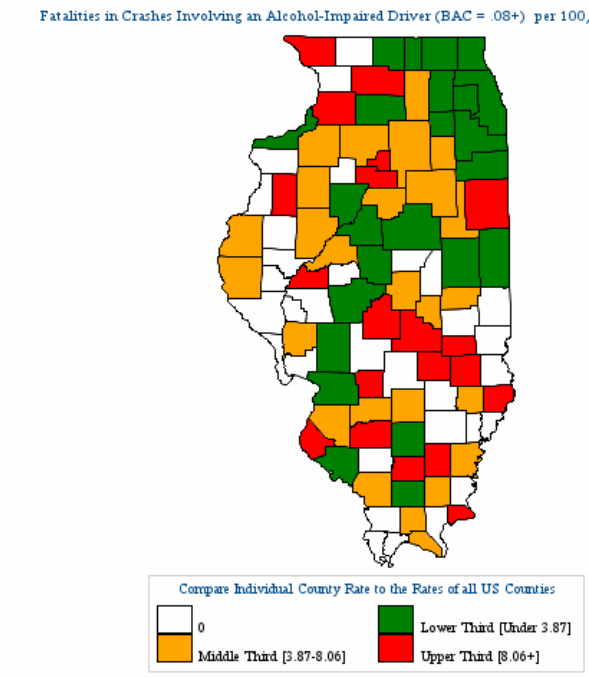 Fatalities in Crashes Involving an Alcohol-Impaired Driver (BAC = .08+) per 100,
Compare Individual County Rate to the Rates of all US Counties
0
Lower Third [Under 3.87]
Middle Third [3.87-8.06]
Upper Third [8.06+]